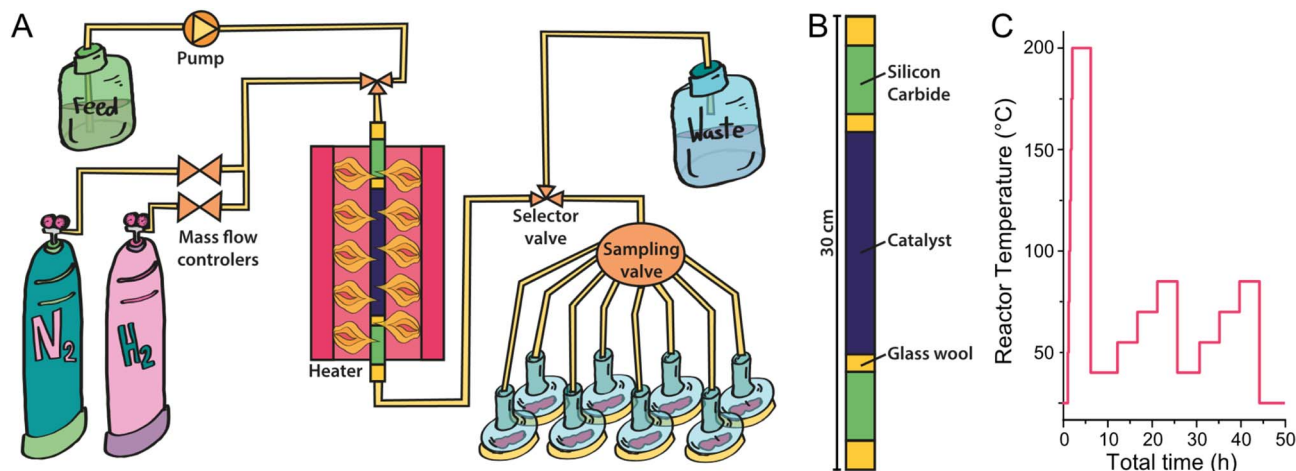 A
Pump
Feed
Mass flow
controlers
N2
H2
Heater
Selector
valve
Waste
Sampling
valve
B
30 cm
Silicon
Carbide
Catalyst
Glass wool
C
Reactor Temperature (°C)
200
150
100
50
0 10 20 30 40 50
Total time (h)